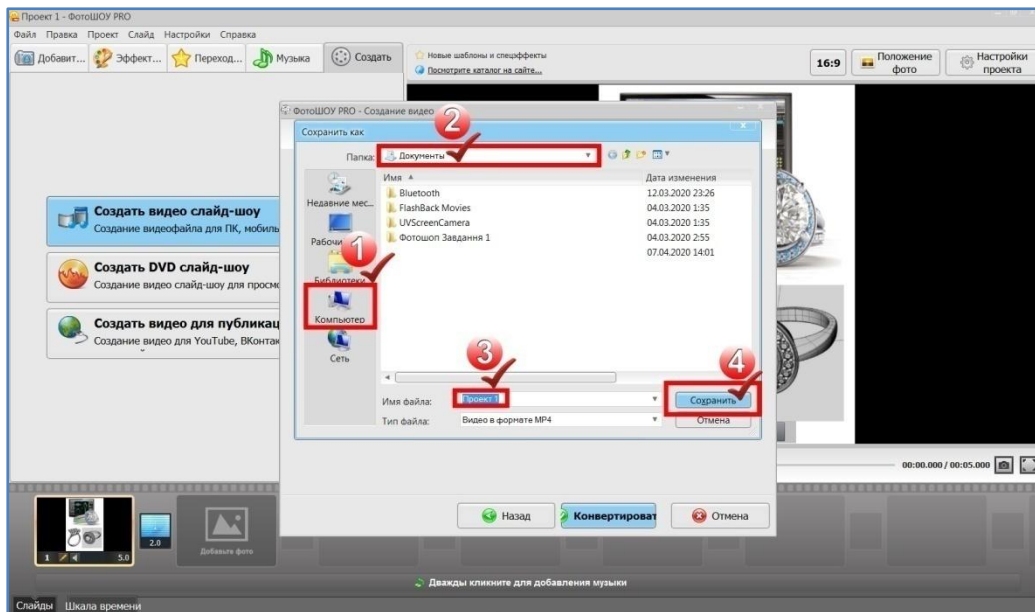 Проект 1 - ФотоШОУ PRO
Файл Правка Проект Слайд Настройки Справка
Добавит... Эффект... Переход... Музыка Создать
Новые шаблоны и спецэффекты
Посмотрите каталог на сайте...
16:9
Положение фото
Настройки проекта
ФотоШОУ PRO - Создание видео
2
Сохранить как
Папка: Документы
Имя Дата изменения
Недавние мес...
Bluetooth 12.03.2020 23:26
FlashBack Movies 04.03.2020 1:35
UVScreenCamera 04.03.2020 1:35
Фотошоп Завдання 1 04.03.2020 2:55
07.04.2020 14:01
Рабочи
1
Библиотеки
Компьютер
Сеть
Создать видео слайд-шоу
Создание видеофайла для ПК, мобиль
Создать DVD слайд-шоу
Создание видео слайд-шоу для просмо
Создать видео для публикац
Создание видео для YouTube, ВКонтак
3
4
Имя файла: Проект 1 Сохранить
Тип файла: Видео в формате MP4 Отмена
00:00.000 / 00:05.000
Назад Конвертироват Отмена
1 5.0
2.0
Добавьте фото
Дважды кликните для добавления музыки
Слайды Шкала времени